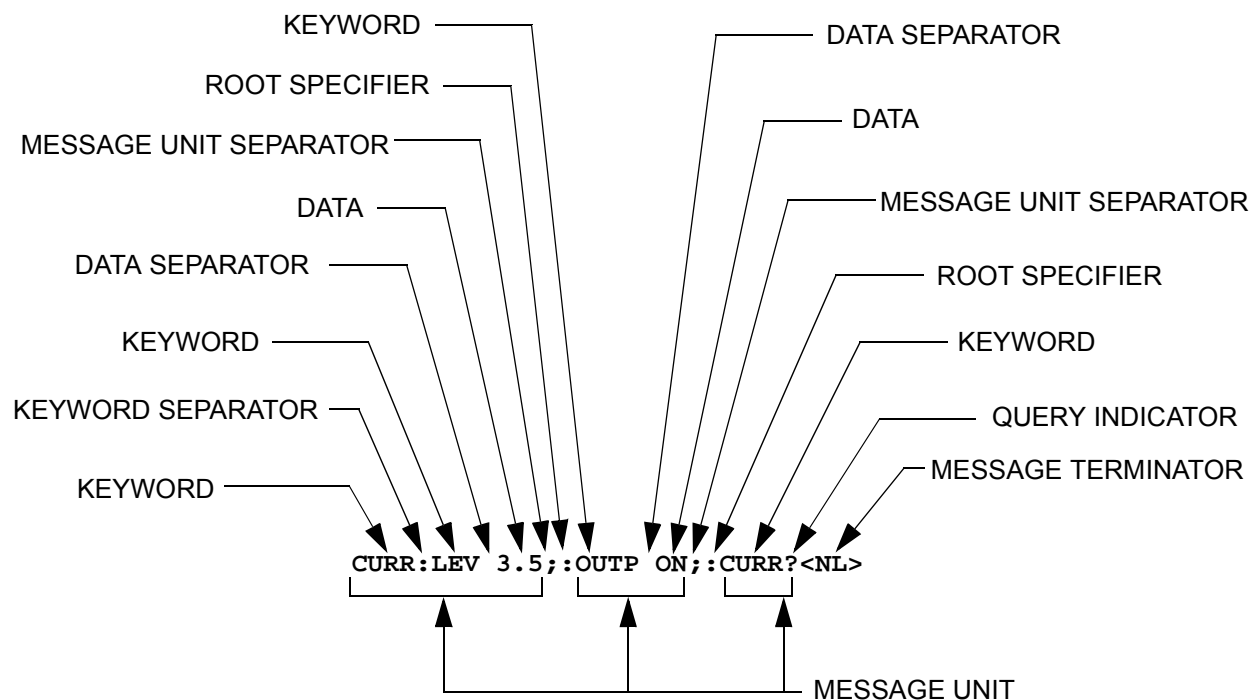 KEYWORD
DATA SEPARATOR
ROOT SPECIFIER
DATA
MESSAGE UNIT SEPARATOR
MESSAGE UNIT SEPARATOR
DATA
DATA SEPARATOR
ROOT SPECIFIER
KEYWORD
KEYWORD
KEYWORD SEPARATOR
QUERY INDICATOR
KEYWORD
MESSAGE TERMINATOR
CURR:LEV 3.5;:OUTP ON;:CURR?<NL>
MESSAGE UNIT